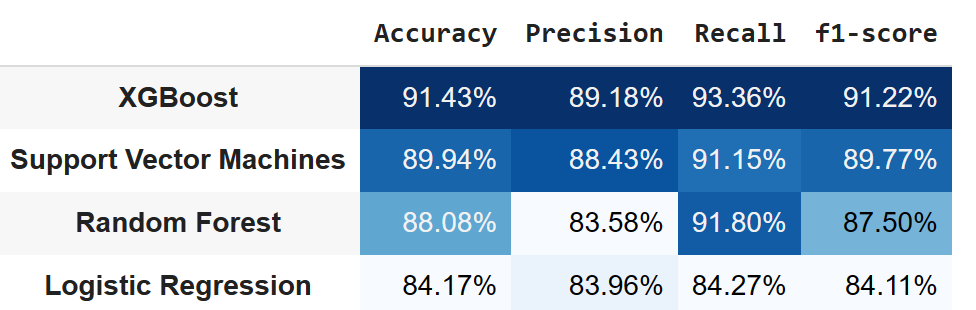 Accuracy Precision Recall f1-score
XGBoost 91.43% 89.18% 93.36% 91.22%
Support Vector Machines 89.94% 88.43% 91.15% 89.77%
Random Forest 88.08% 83.58% 91.80% 87.50%
Logistic Regression 84.17% 83.96% 84.27% 84.11%